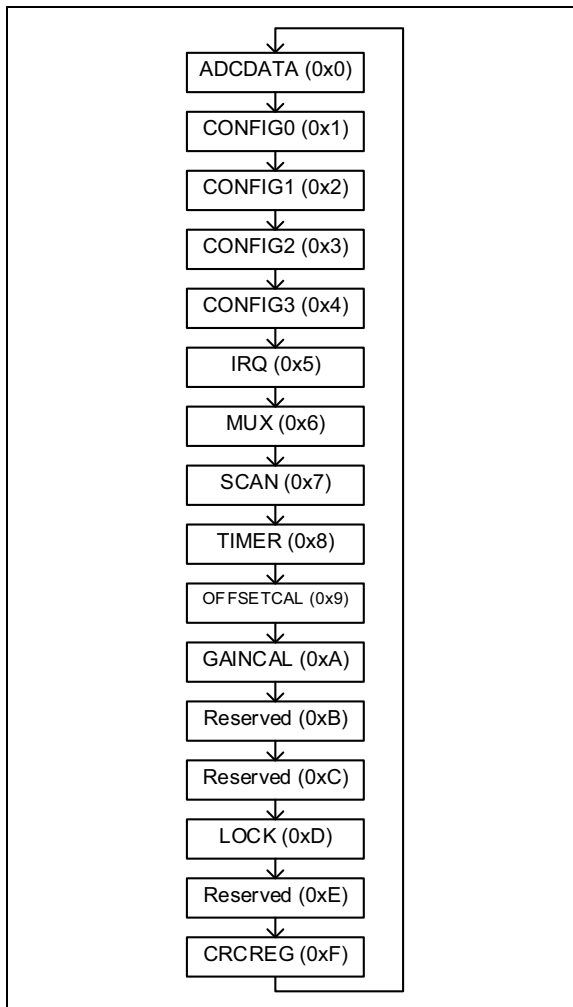 ADCDATA (0x0)
CONFIG0 (0x1)
CONFIG1 (0x2)
CONFIG2 (0x3)
CONFIG3 (0x4)
IRQ (0x5)
MUX (0x6)
SCAN (0x7)
TIMER (0x8)
OFFSETCAL (0x9)
GAINCAL (0xA)
Reserved (0xB)
Reserved (0xC)
LOCK (0xD)
Reserved (0xE)
CRCREG (0xF)